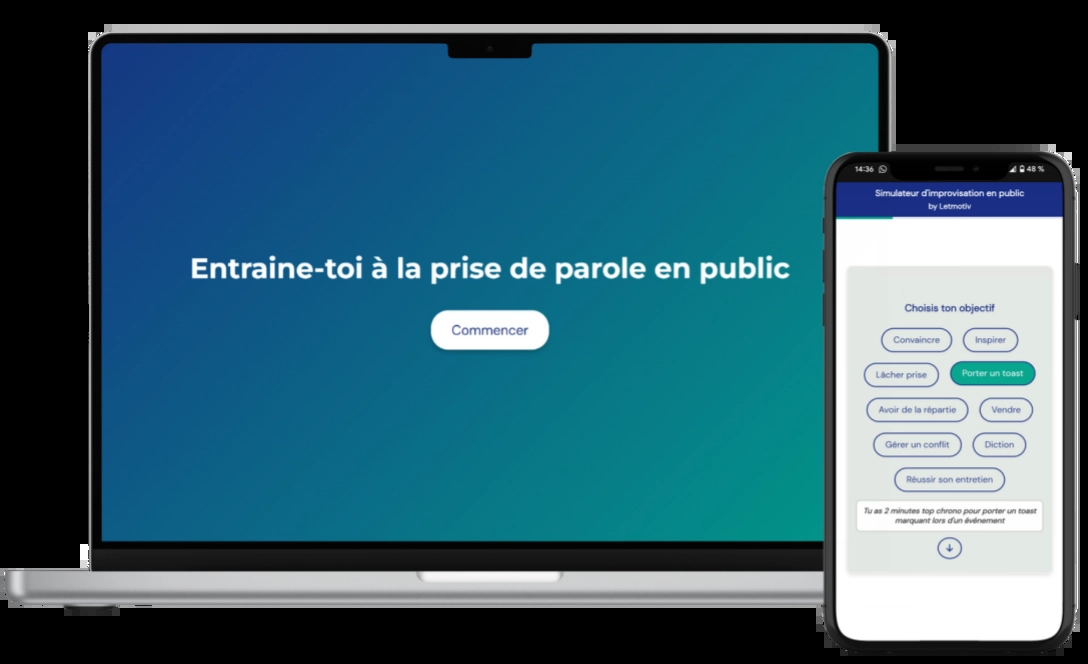 Entraine-toi à la prise de parole en public
Commencer
14:36
48 %
Simulateur d'improvisation en public
by Letmotiv
Choisis ton objectif
Convaincre
Inspirer
Lâcher prise
Porter un toast
Avoir de la répartie
Vendre
Gérer un conflit
Diction
Réussir son entretien
Tu as 2 minutes top chrono pour porter un toast
marquant lors d'un événement